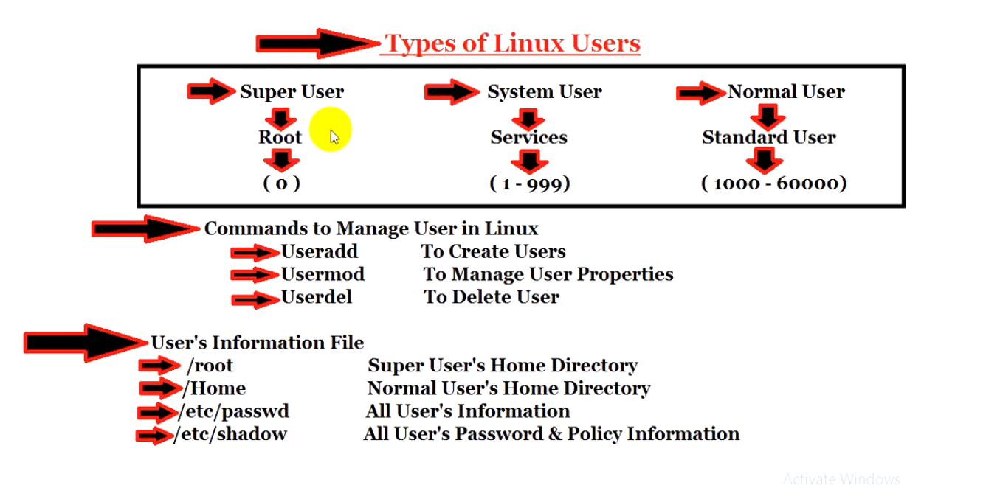 Types of Linux Users
Super User System User Normal User
Root Services Standard User
( 0 ) ( 1 - 999) ( 1000 - 60000)
Commands to Manage User in Linux
Useradd To Create Users
Usermod To Manage User Properties
Userdel To Delete User
User's Information File
/root Super User's Home Directory
/Home Normal User's Home Directory
/etc/passwd All User's Information
/etc/shadow All User's Password & Policy Information
Activate Windows